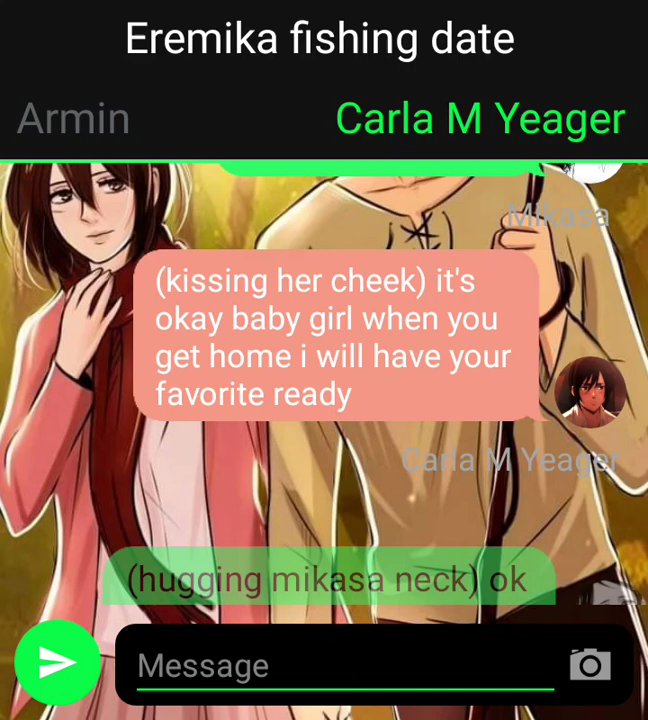 Eremika fishing date
Armin
Carla M Yeager
Mikasa
(kissing her cheek) it's
okay baby girl when you
get home i will have your
favorite ready
Carla M Yeager
(hugging mikasa neck) ok
Message